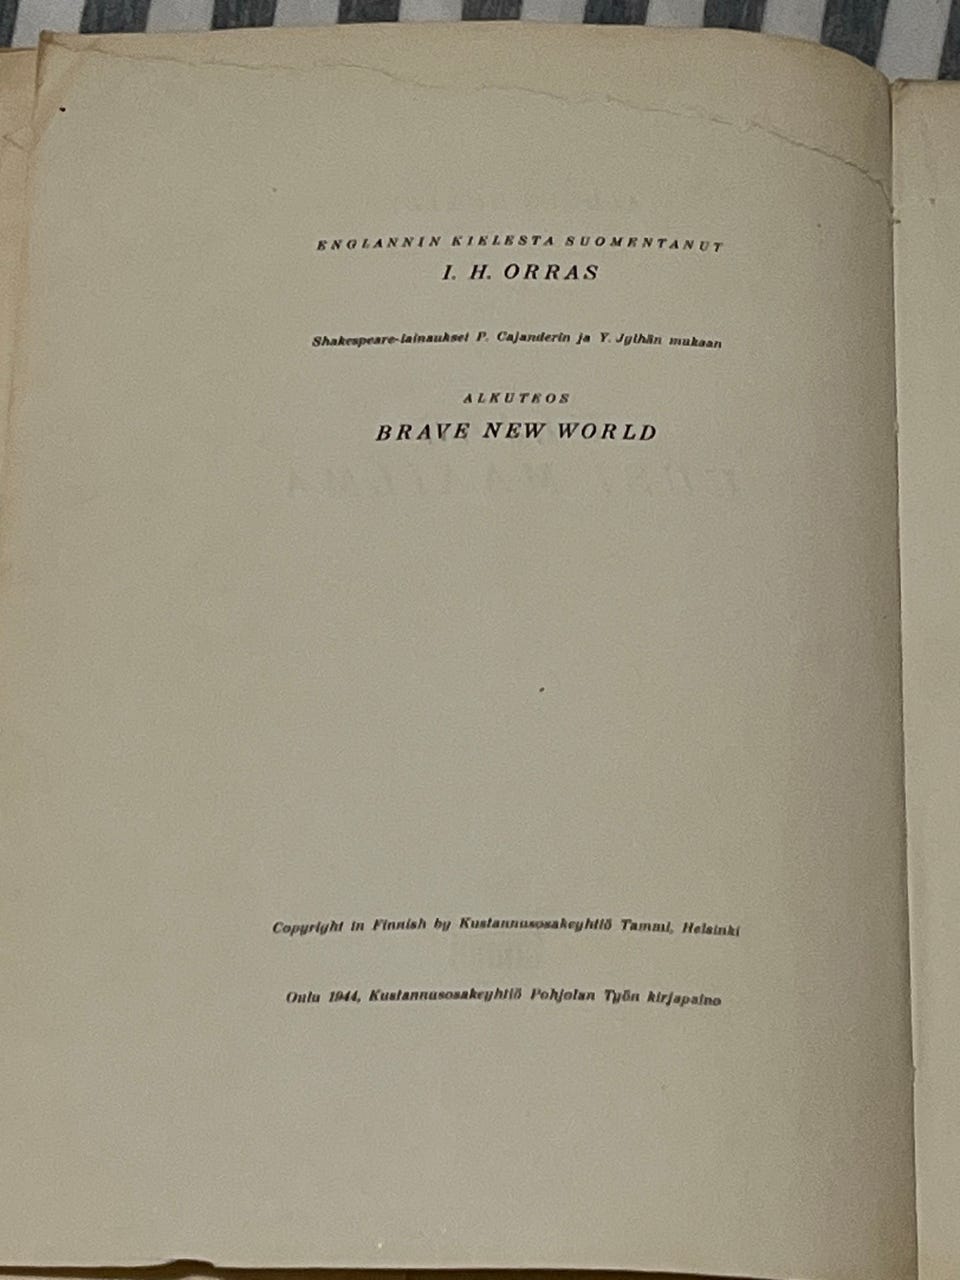 ENGLANNIN KIELESTA SUOMENTANUT
I. H. ORRAS
Shakespeare-lainaukset P. Cajanderin ja Y. Jylhän mukaan
ALKUTEOS
BRAVE NEW WORLD
Copyright in Finnish by Kustannusosakeyhtiö Tammi, Helsinki
Oulu 1944, Kustannusosakeyhtiö Pohjolan Työn kirjapaino